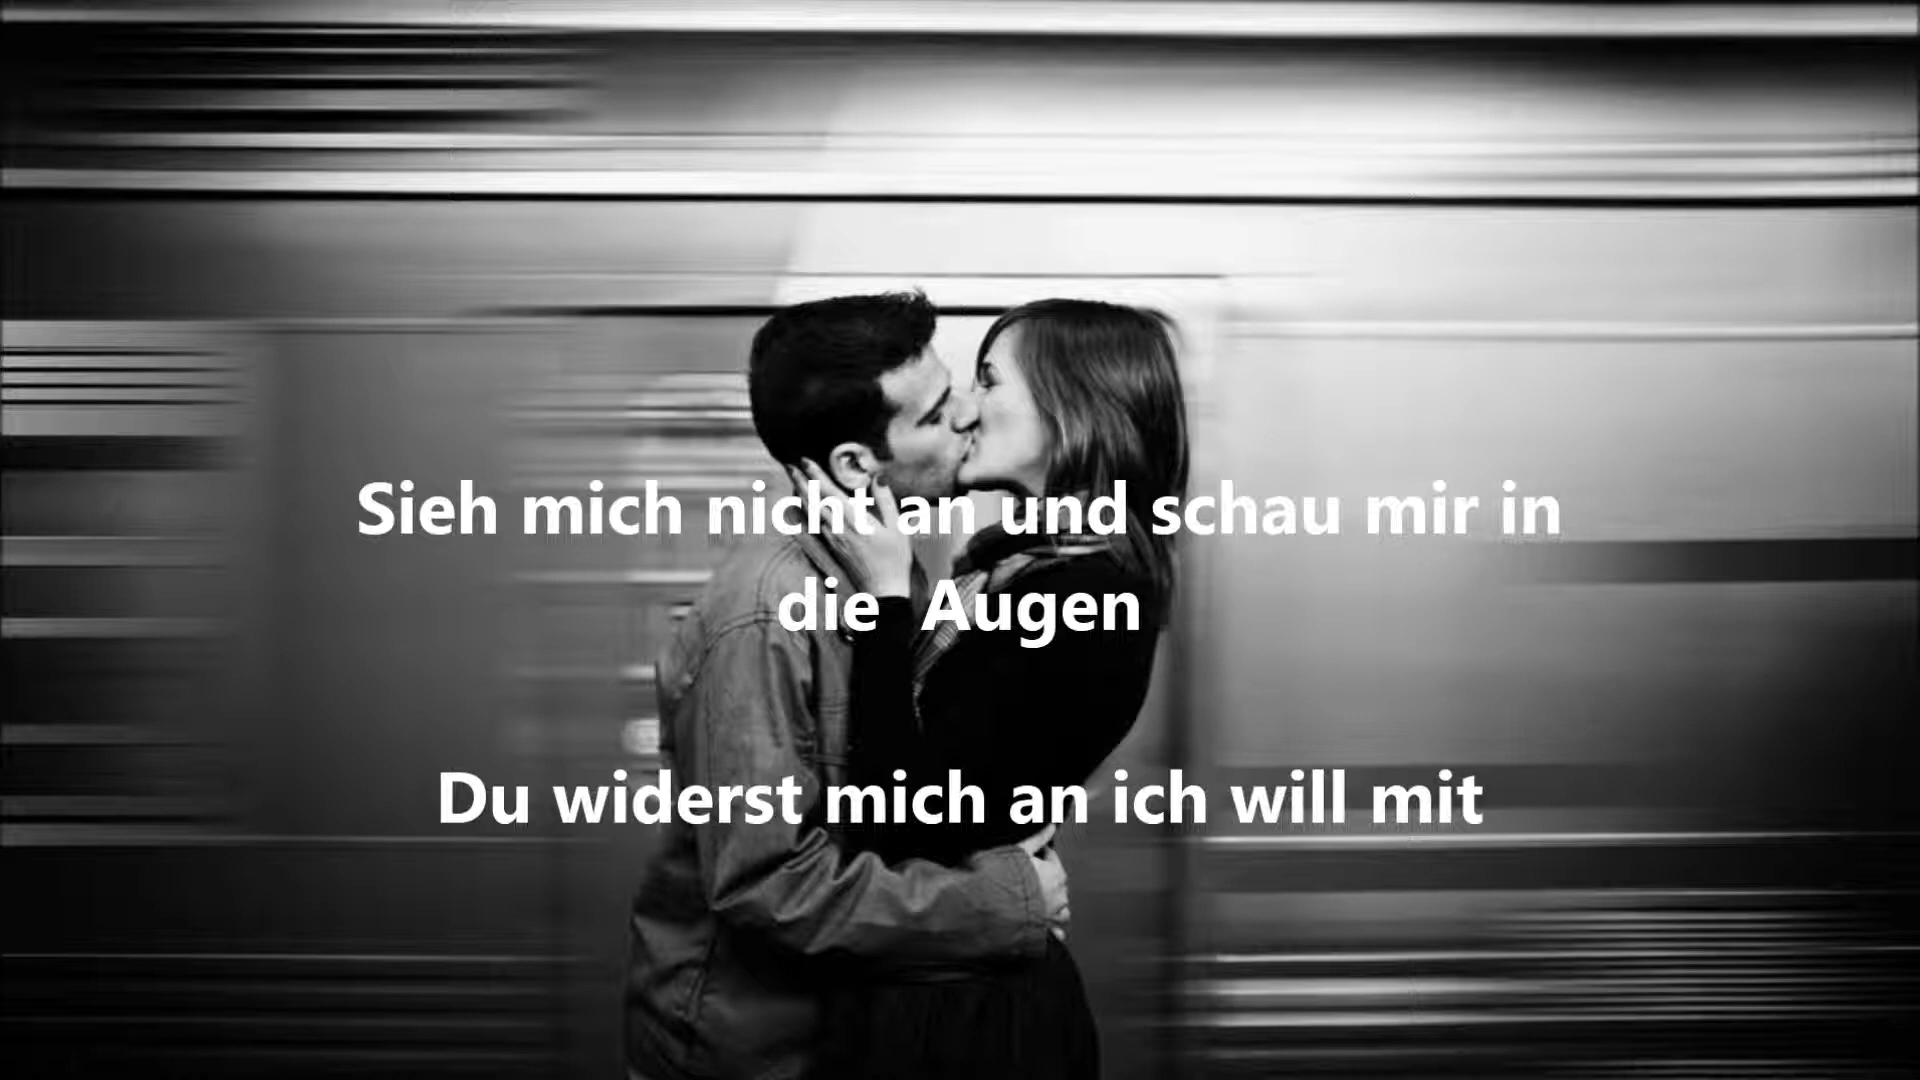 Sieh mich nicht an und schau mir in
die  Augen
Du widerst mich an ich will mit